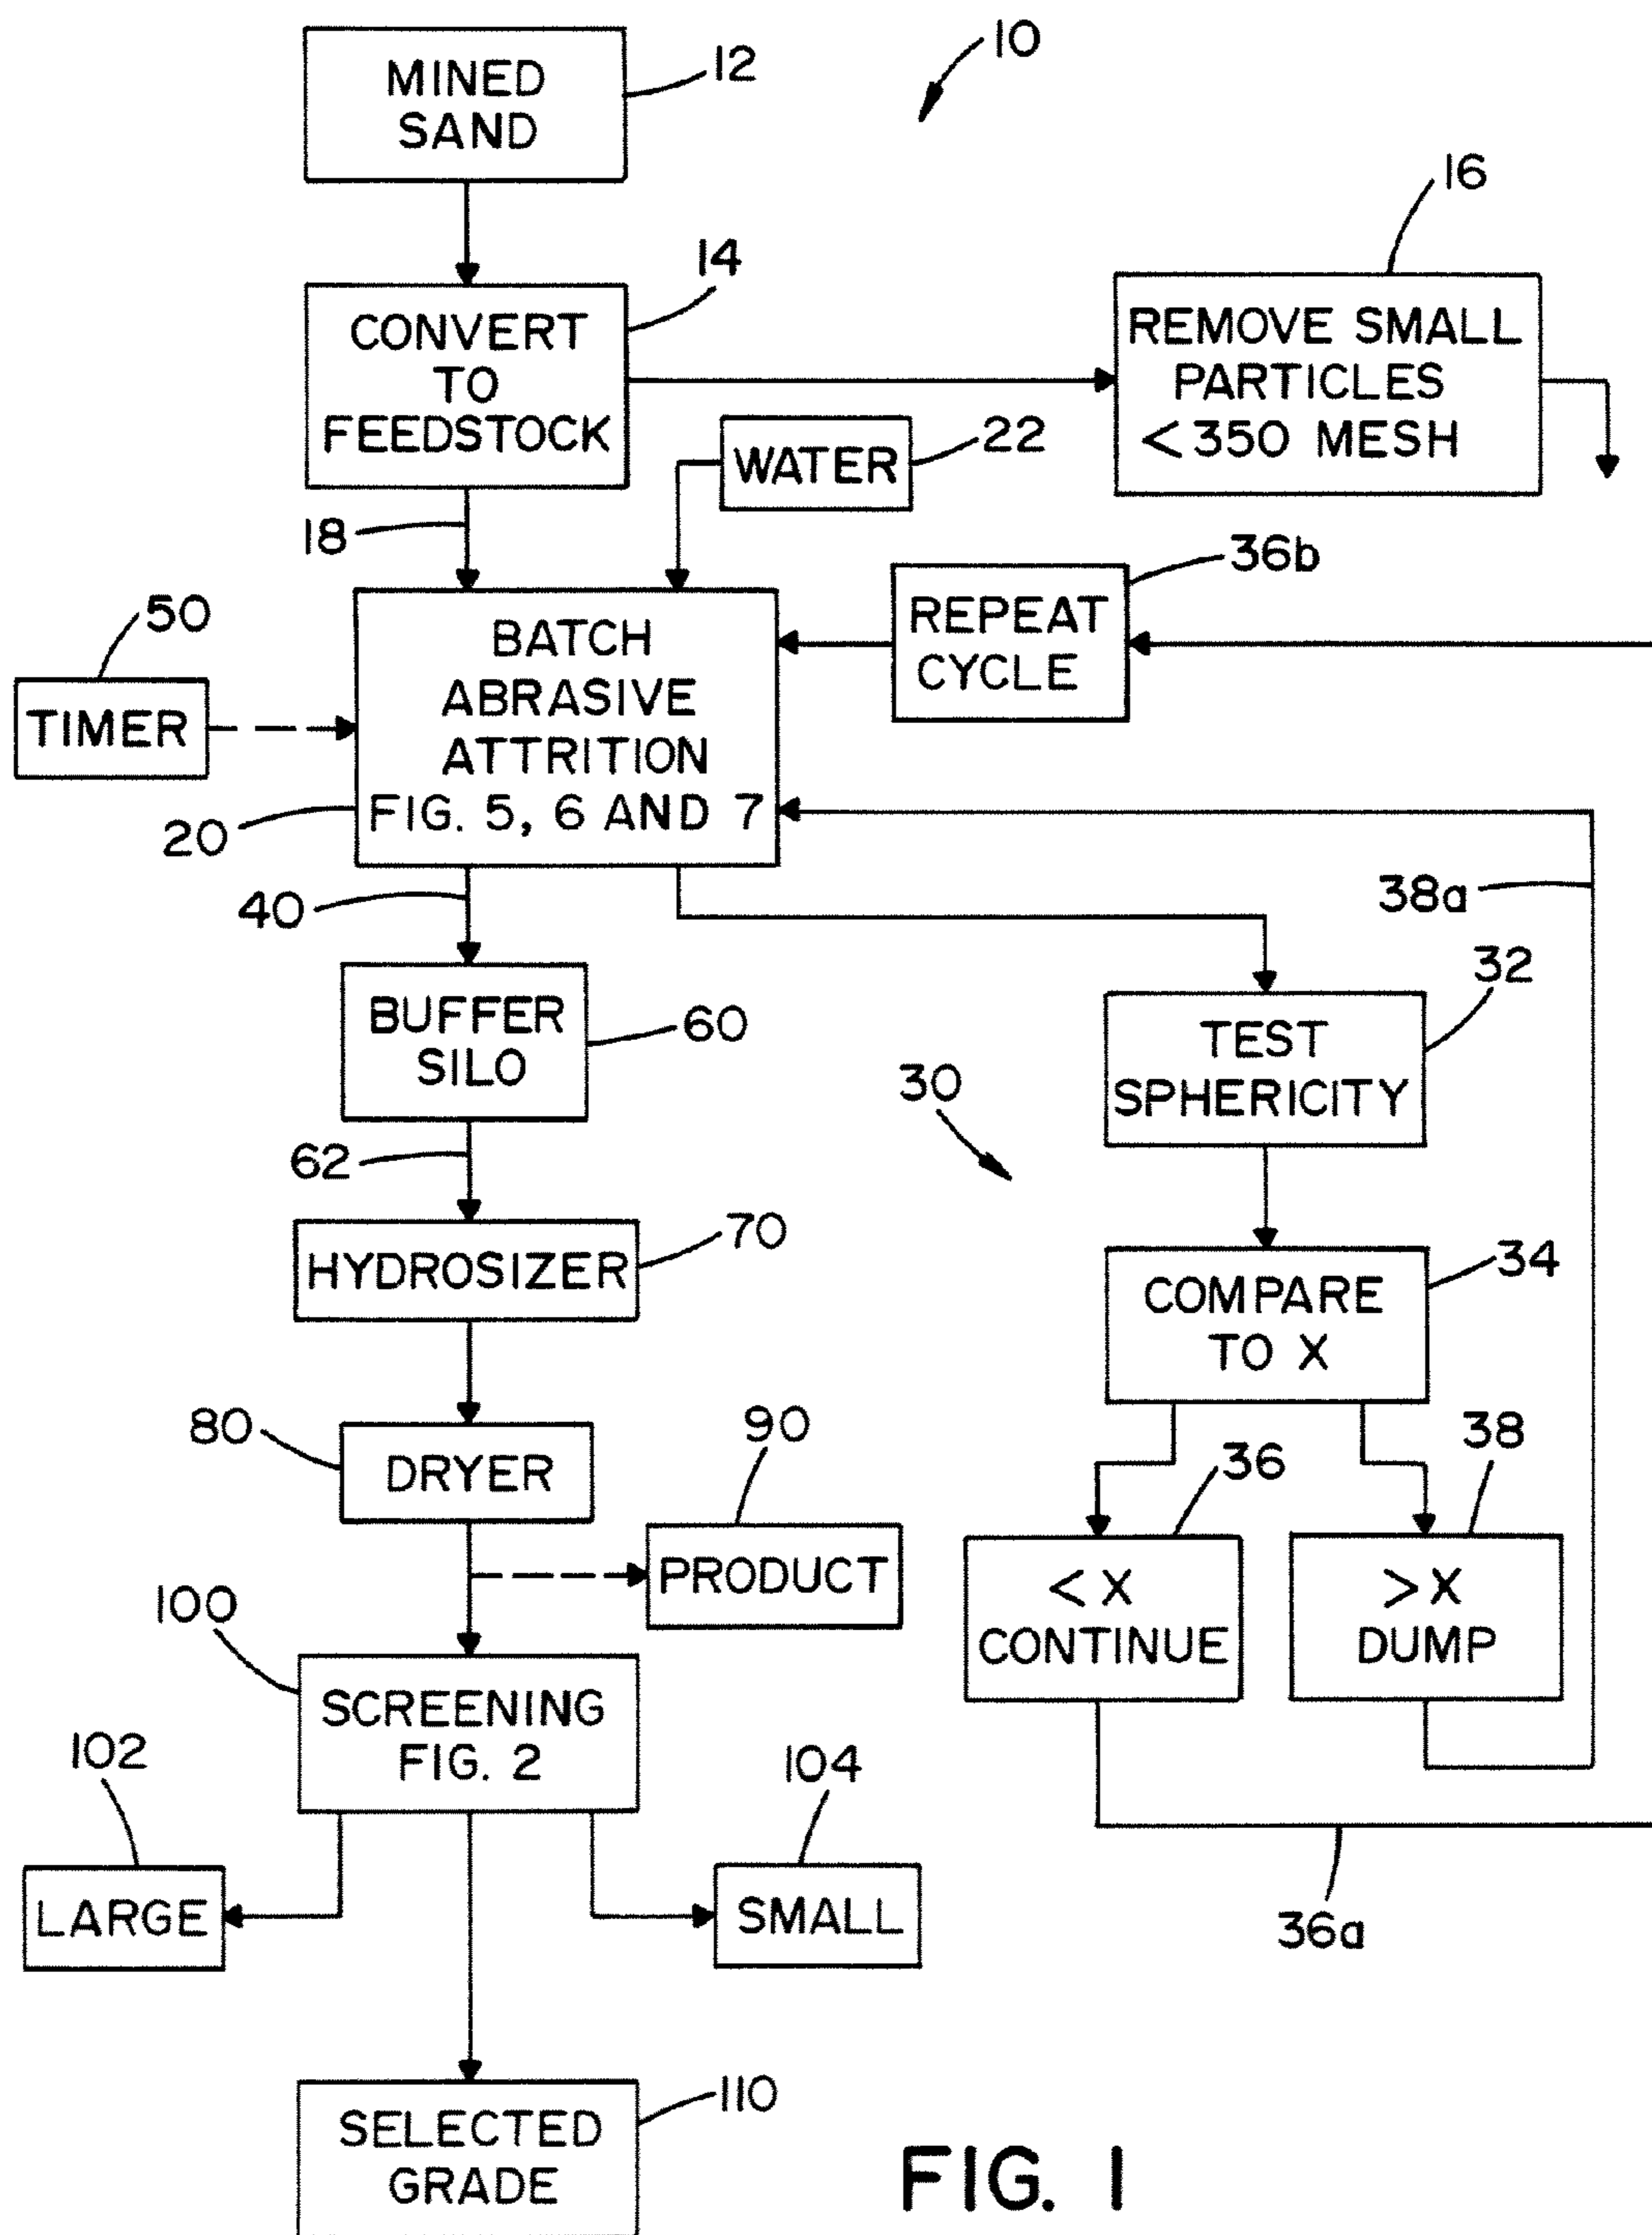 10
MINED
SAND
12
16
14
CONVERT
TO
FEEDSTOCK
REMOVE SMALL
PARTICLES
<350 MESH
WATER
22
18
36b
REPEAT
CYCLE
50
TIMER
BATCH
ABRASIVE
ATTRITION
FIG. 5, 6 AND 7
20
40
38a
32
BUFFER
SILO
60
TEST
SPHERICITY
30
62
HYDROSIZER
70
34
COMPARE
TO X
80
DRYER
90
PRODUCT
36
38
< X
CONTINUE
>X
DUMP
100
SCREENING
FIG. 2
102
LARGE
104
SMALL
36a
SELECTED
GRADE
110
FIG. 1